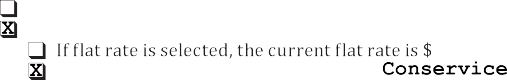 X
If flat rate is selected, the current flat rate is $
X Conservice